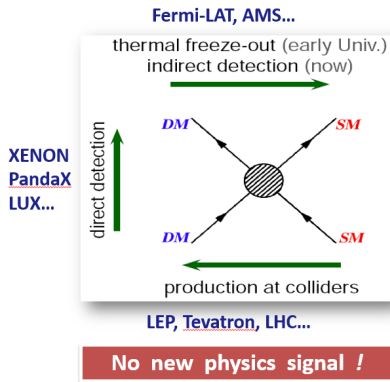 Fermi-LAT, AMS...
thermal freeze-out (early Univ.)
indirect detection (now)
DM
SM
XENON
PandaX
LUX...
direct detection
DM
SM
production at colliders
LEP, Tevatron, LHC...
No new physics signal !